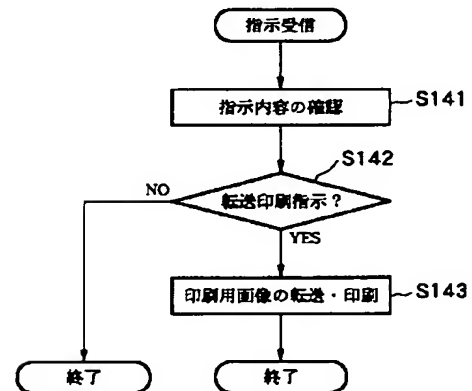 指示受信
指示内容の確認
S141
S142
転送印刷指示？
NO
YES
印刷用画像の転送・印刷
S143
終了
終了